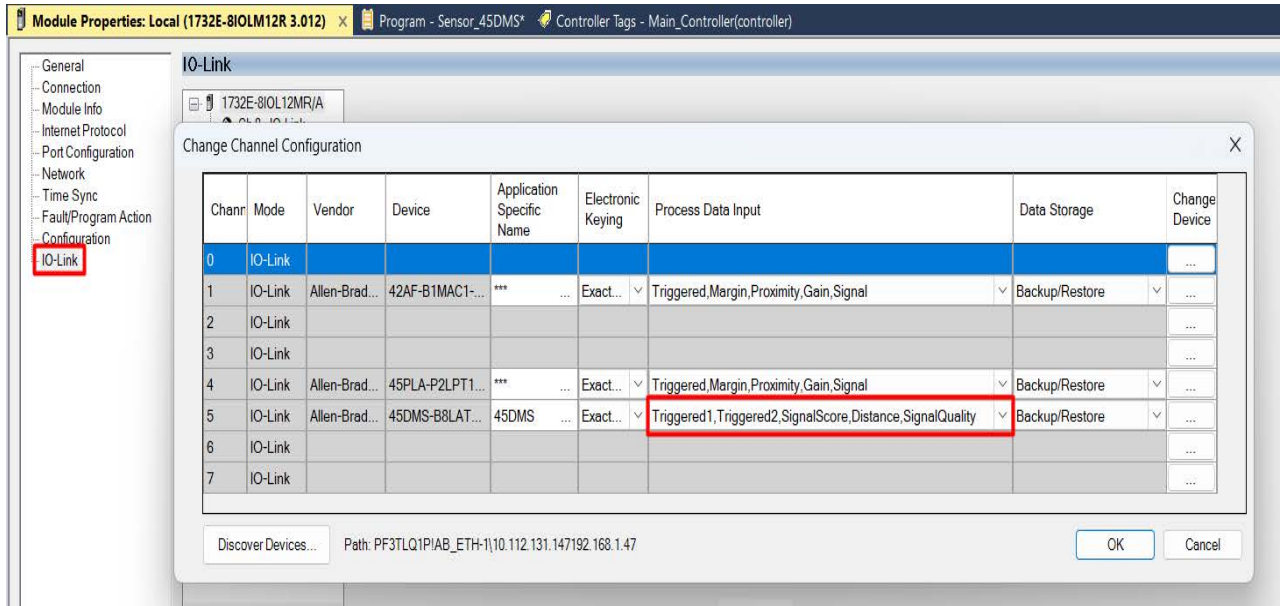 Module Properties: Local (1732E-8IOLM12R 3.012) × Program - Sensor_45DMS* Controller Tags - Main_Controller(controller)
General
Connection
Module Info
Internet Protocol
Port Configuration
Network
Time Sync
Fault/Program Action
Configuration
IO-Link
IO-Link
1732E-8IOL12MR/A
Change Channel Configuration X
Chann Mode Vendor Device Application Specific Name Electronic Keying Process Data Input Data Storage Change Device
0 IO-Link ...
1 IO-Link Allen-Brad... 42AF-B1MAC1-... *** ... Exact... Triggered,Margin,Proximity,Gain,Signal Backup/Restore ...
2 IO-Link ...
3 IO-Link ...
4 IO-Link Allen-Brad... 45PLA-P2LPT1... *** ... Exact... Triggered,Margin,Proximity,Gain,Signal Backup/Restore ...
5 IO-Link Allen-Brad... 45DMS-B8LAT... 45DMS ... Exact... Triggered1,Triggered2,SignalScore,Distance,SignalQuality Backup/Restore ...
6 IO-Link ...
7 IO-Link ...
Discover Devices... Path: PF3TLQ1P!AB_ETH-1\10.112.131.147192.168.1.47 OK Cancel